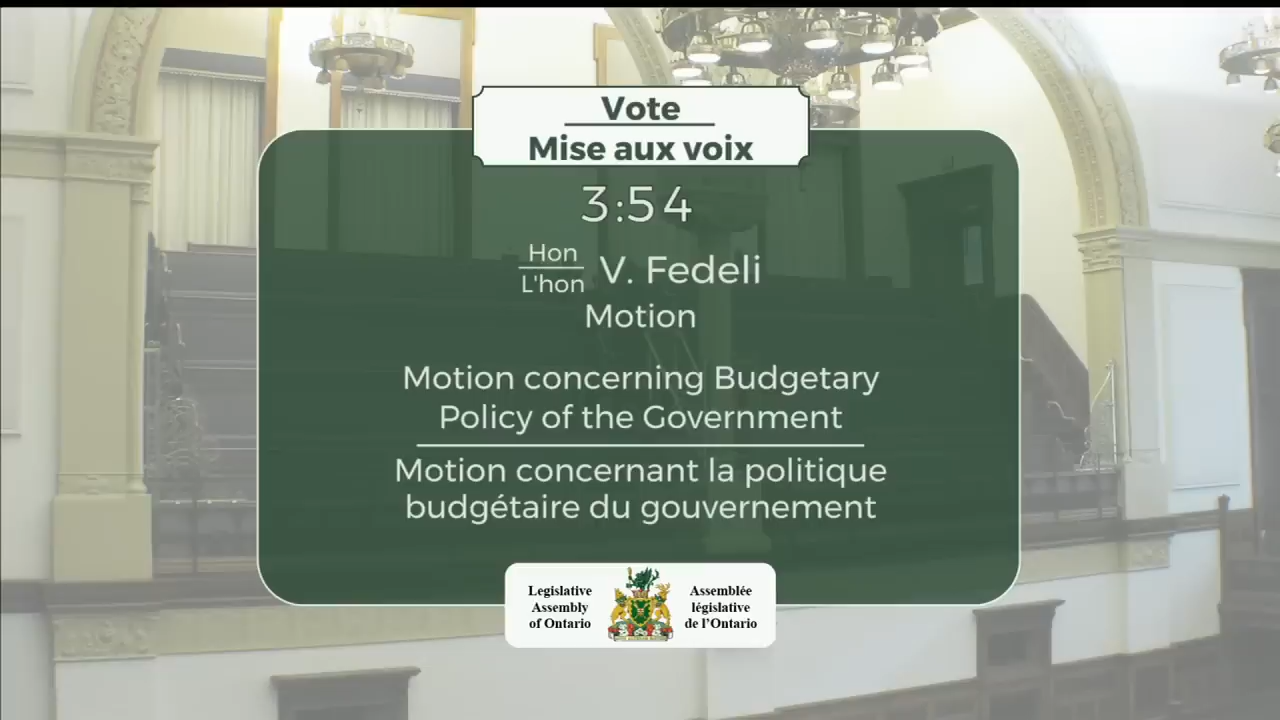 Vote
Mise aux voix
3:54
Hon
L'hon
V. Fedeli
Motion
Motion concerning Budgetary
Policy of the Government
Motion concernant la politique
budgétaire du gouvernement
Legislative
Assembly
of Ontario
Assemblée
législative
de l'Ontario